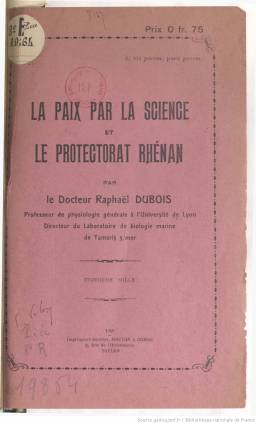 Prix 0 fr. 75
Si vis pacem, para pacem.
LA PAIX PAR LA SCIENCE
ET
LE PROTECTORAT RHÉNAN
PAR
le Docteur Raphaël DUBOIS
Professeur de physiologie générale à l'Université de Lyon
Directeur du Laboratoire de biologie marine
de Tamaris s/mer
MILLE
19864
Source gallica.bnf.fr / Bibliothèque nationale de France